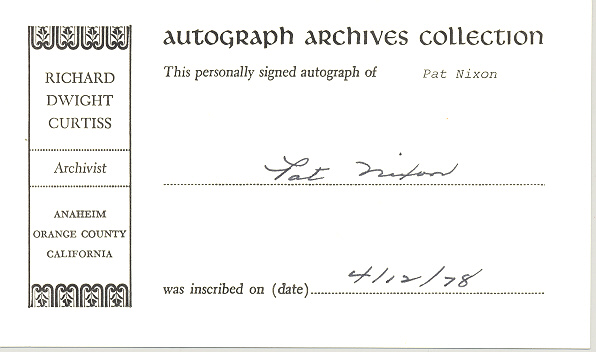 autograph archives collection
This personally signed autograph of Pat Nixon
RICHARD
DWIGHT
CURTISS
Archivist
ANAHEIM
ORANGE COUNTY
CALIFORNIA
Pat Nixon
was inscribed on (date) 4/12/78